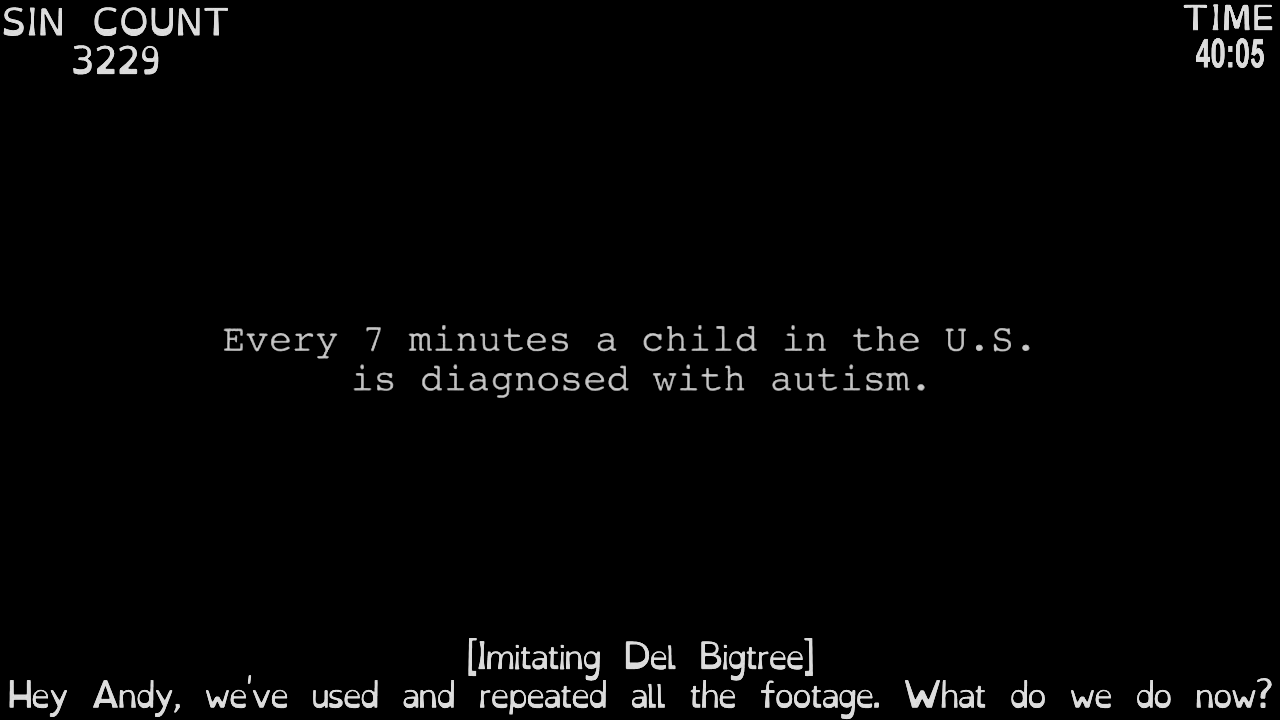 SIN COUNT
3229
TIME
40:05
Every 7 minutes a child in the U.S.
is diagnosed with autism.
[Imitating Del Bigtree]
Hey Andy, we've used and repeated all the footage. What do we do now?